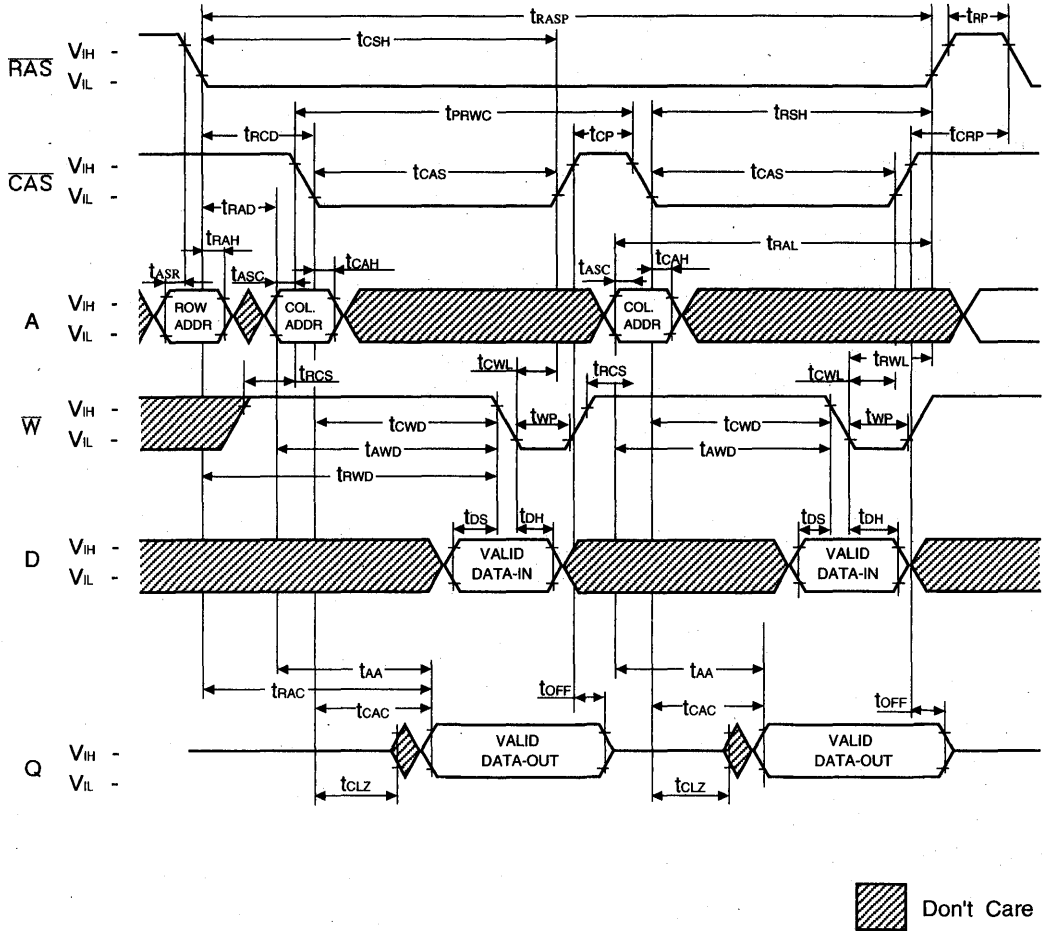 tRASP
tRP
tCSH
RAS
VIH -
VIL -
tPRWC
tRSH
tRCD
tCP
tCRP
CAS
VIH -
VIL -
tCAS
tCAS
tRAD
tRAH
tRAL
tASR
tASC
tCAH
tASC
tCAH
A
VIH -
VIL -
ROW
ADDR
COL.
ADDR
COL.
ADDR
tRCS
tCWL
tRCS
tCWL
tRWL
W
VIH -
VIL -
tCWD
tWP
tCWD
tWP
tAWD
tAWD
tRWD
tDS
tDH
tDS
tDH
D
VIH -
VIL -
VALID
DATA-IN
VALID
DATA-IN
tAA
tAA
tRAC
tOFF
tOFF
tCAC
tCAC
Q
VIH -
VIL -
VALID
DATA-OUT
VALID
DATA-OUT
tCLZ
tCLZ
Don't Care